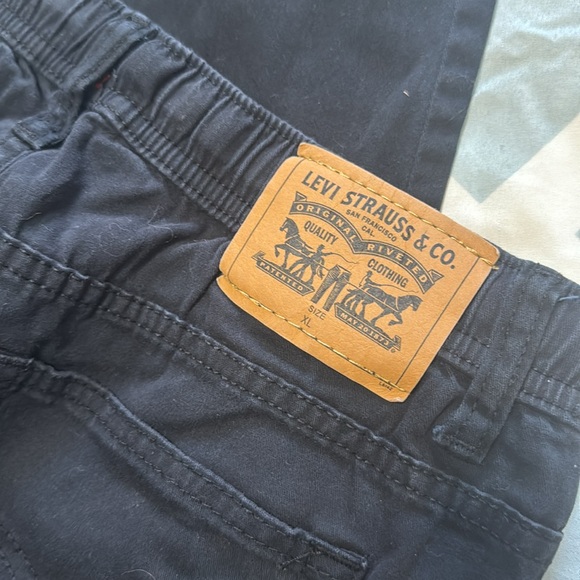 LEVI STRAUSS & CO.
SAN FRANCISCO
CAL.
ORIGINAL RIVETED
QUALITY CLOTHING
PATENTED MAY 20 1873
SIZE
XL